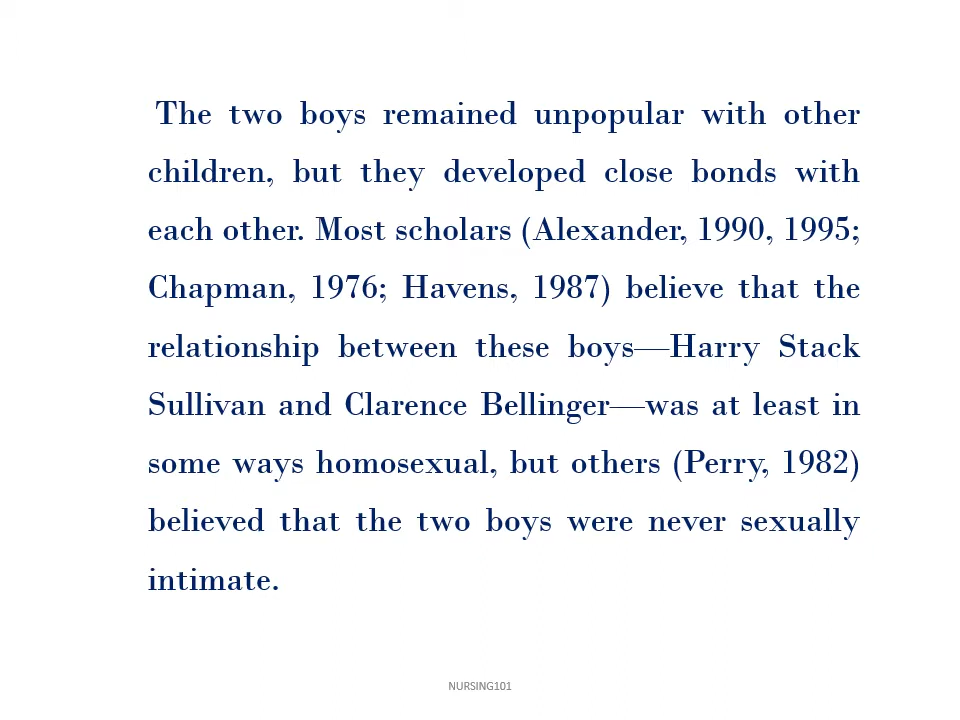 The two boys remained unpopular with other
children, but they developed close bonds with
each other. Most scholars (Alexander, 1990, 1995;
Chapman, 1976; Havens, 1987) believe that the
relationship between these boys—Harry Stack
Sullivan and Clarence Bellinger—was at least in
some ways homosexual, but others (Perry, 1982)
believed that the two boys were never sexually
intimate.
NURSING101